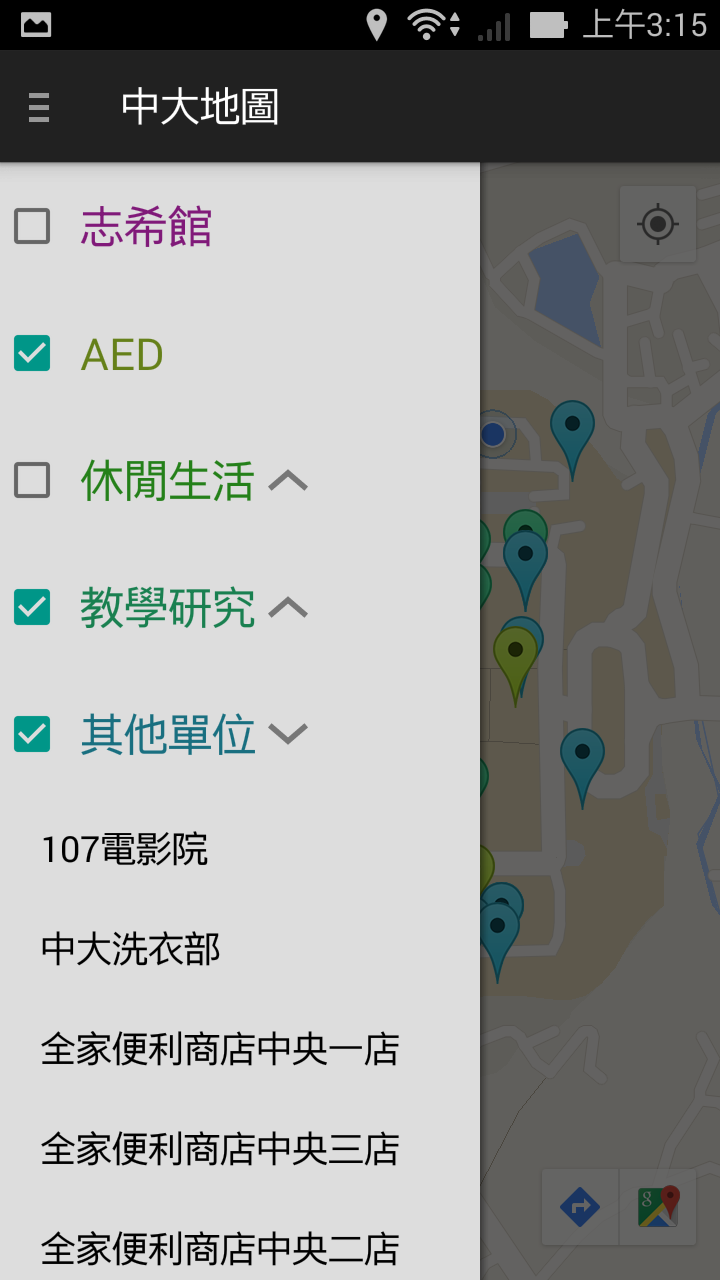 上午3:15
中大地圖
志希館
AED
休閒生活
教學研究
其他單位
107電影院
中大洗衣部
全家便利商店中央一店
全家便利商店中央三店
全家便利商店中央二店
8